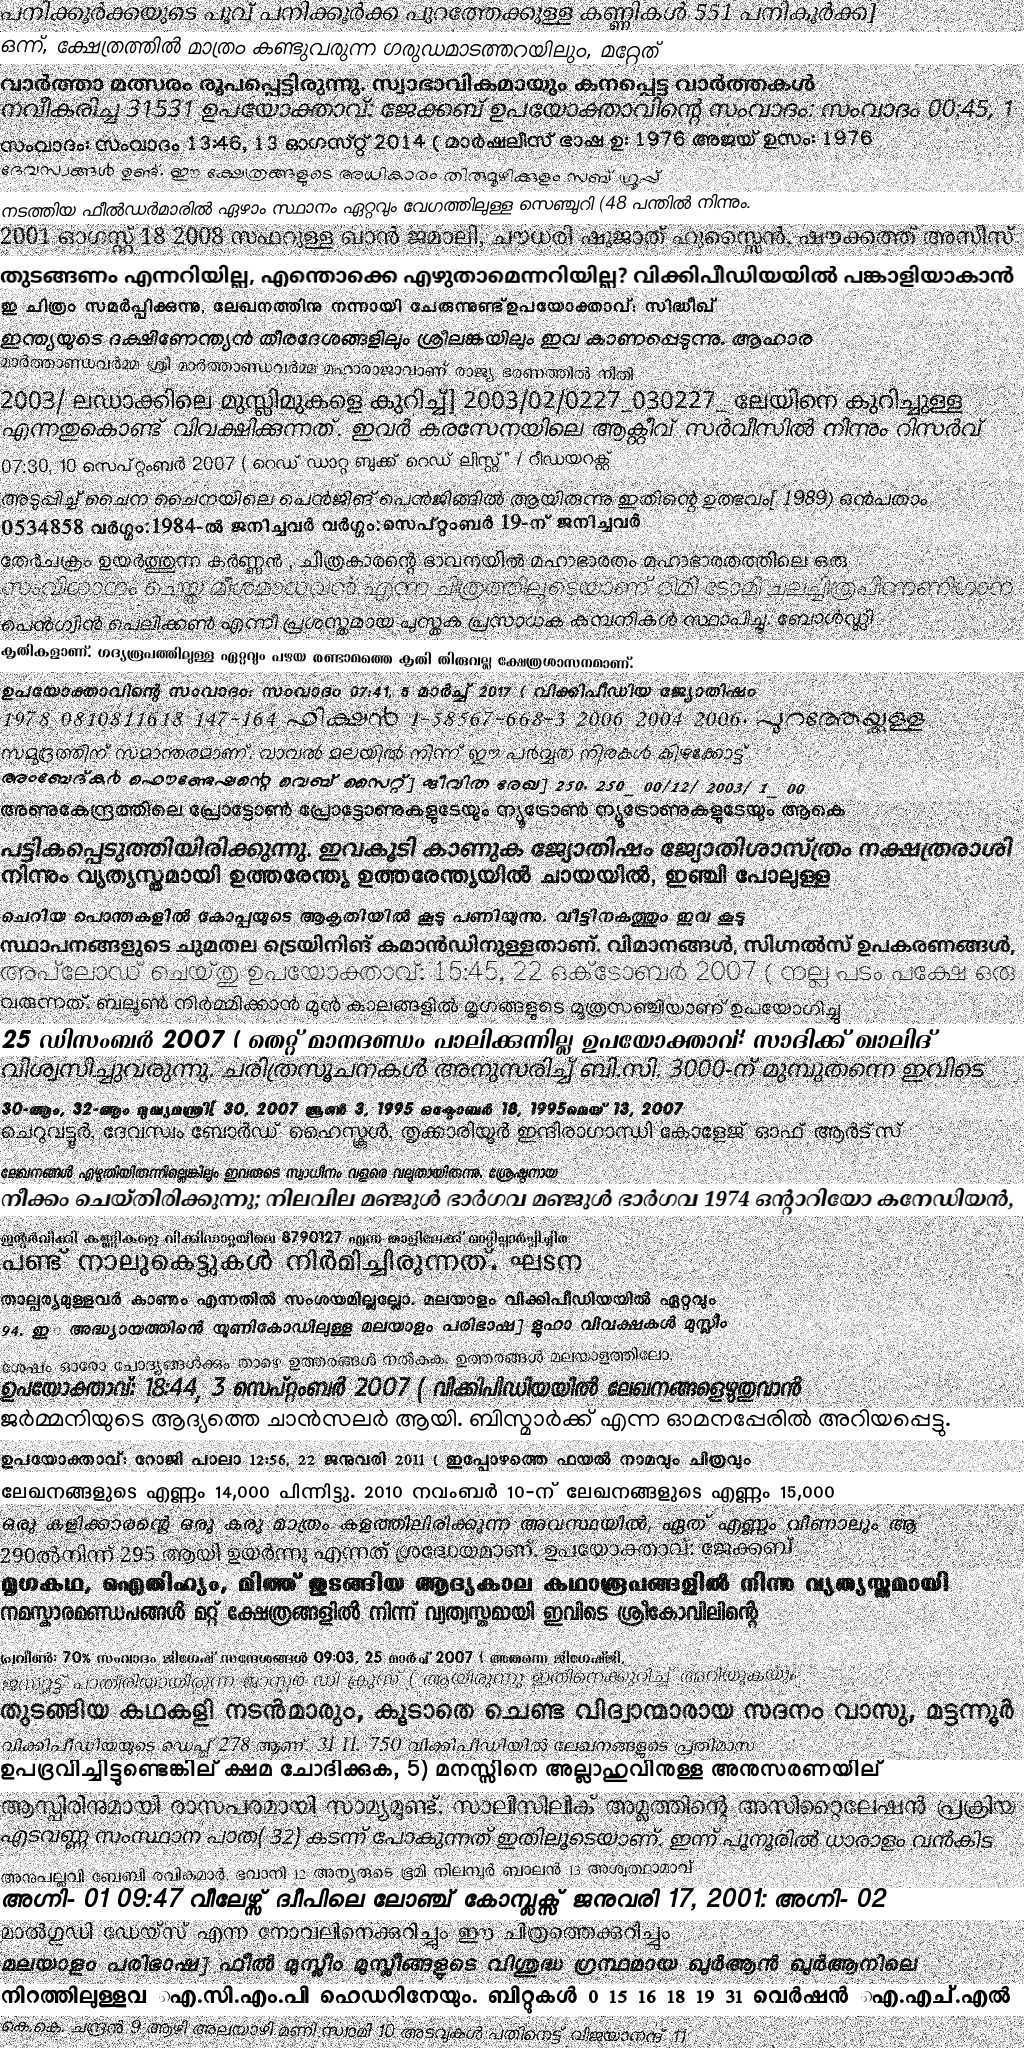 പനിക്കൂർക്കയുടെ പൂവ് പനിക്കൂർക്ക പുറത്തേക്കുള്ള കണ്ണികൾ 551 പനികൂർക്ക]
ഒന്ന്, ക്ഷേത്രത്തിൽ മാത്രം കണ്ടുവരുന്ന ഗരുഡമാടത്തറയിലും, മറ്റേത്
വാർത്താ മത്സരം രൂപപ്പെട്ടിരുന്നു. സ്വാഭാവികമായും കനപ്പെട്ട വാർത്തകൾ
നവീകരിച്ച 31531 ഉപയോക്താവ്: ജേക്കബ് ഉപയോക്താവിന്റെ സംവാദം: സംവാദം 00:45, 1
സംവാദം: സംവാദം 13:46, 13 ഓഗസ്റ്റ് 2014 ( മാർഷലീസ് ഭാഷ ഉ: 1976 അജയ് ഉസം: 1976
ദേവസ്വങ്ങൾ ഉണ്ട്. ഈ ക്ഷേത്രങ്ങളുടെ അധികാരം തിരുമൂഴിക്കുളം സബ് ഗ്രൂപ്പ്
നടത്തിയ ഫീൽഡർമാരിൽ ഏഴാം സ്ഥാനം ഏറ്റവും വേഗത്തിലുള്ള സെഞ്ചുറി (48 പന്തിൽ നിന്നും.
2001 ഓഗസ്റ്റ് 18 2008 സഫറുള്ള ഖാൻ ജമാലി, ചൗധരി ഷുജാത് ഹുസ്സൈൻ, ഷൗക്കത്ത് അസീസ്
തുടങ്ങണം എന്നറിയില്ല, എന്തൊക്കെ എഴുതാമെന്നറിയില്ല? വിക്കിപീഡിയയിൽ പങ്കാളിയാകാൻ
ഇ ചിത്രം സമർപ്പിക്കുന്നു, ലേഖനത്തിനു നന്നായി ചേരുന്നുണ്ട് ഉപയോക്താവ്: സിദ്ധീഖ്
ഇന്ത്യയുടെ ദക്ഷിണേന്ത്യൻ തീരദേശങ്ങളിലും ശ്രീലങ്കയിലും ഇവ കാണപ്പെടുന്നു. ആഹാര
മാർത്താണ്ഡവർമ്മ ശ്രീ മാർത്താണ്ഡവർമ്മ മഹാരാജാവാണ് രാജ്യ ഭരണത്തിൽ നീതി
2003/ ലഡാക്കിലെ മുസ്ലിമുകളെ കുറിച്ച്] 2003/02/0227_030227_ ലേയിനെ കുറിച്ചുള്ള
എന്നതുകൊണ്ട് വിവക്ഷിക്കുന്നത്. ഇവർ കരസേനയിലെ ആക്റ്റീവ് സർവീസിൽ നിന്നും റിസർവ്
07:30, 10 സെപ്റ്റംബർ 2007 ( റെഡ് ഡാറ്റ ബുക്ക് റെഡ് ലിസ്റ്റ്" / റീഡയറക്റ്റ്
അടുപ്പിച്ച് ചൈന ചൈനയിലെ പെൻജിങ് പെൻജിങ്ങിൽ ആയിരുന്നു ഇതിന്റെ ഉത്ഭവം[ 1989) ഒൻപതാം
0534858 വർഗ്ഗം:1984-ൽ ജനിച്ചവർ വർഗ്ഗം:സെപ്റ്റംബർ 19-ന് ജനിച്ചവർ
തേർചക്രം ഉയർത്തുന്ന കർണ്ണൻ , ചിത്രകാരന്റെ ഭാവനയിൽ മഹാഭാരതം മഹാഭാരതത്തിലെ ഒരു
സംവിധാനം ചെയ്ത മീശമാധവൻ എന്ന ചിത്രത്തിലൂടെയാണ് റിമി ടോമി ചലച്ചിത്രപിന്നണിഗാന
പെൻഗ്വിൻ പെലിക്കൺ എന്നീ പ്രശസ്തമായ പുസ്തക പ്രസാധക കമ്പനികൾ സ്ഥാപിച്ചു. ബോൾഡ്ലി
കൃതികളാണ്. ഗദ്യരൂപത്തിലുള്ള ഏറ്റവും പഴയ രണ്ടാമത്തെ കൃതി തിരുവല്ല ക്ഷേത്രശാസനമാണ്.
ഉപയോക്താവിന്റെ സംവാദം: സംവാദം 07:41, 5 മാർച്ച് 2017 ( വിക്കിപീഡിയ ജ്യോതിഷം
1978 0810811618 147-164 ഫിക്ഷൻ 1-58567-668-3 2006 2004 2006. പുറത്തേയ്ക്കുള്ള
സമുദ്രത്തിന് സമാന്തരമാണ്. വാവൽ മലയിൽ നിന്ന് ഈ പർവ്വത നിരകൾ കിഴക്കോട്ട്
അംബേദ്കർ ഫൌണ്ടേഷന്റെ വെബ് സൈറ്റ്] ജീവിത രേഖ] 250. 250_ 00/12/ 2003/ 1_ 00
അണുകേന്ദ്രത്തിലെ പ്രോട്ടോൺ പ്രോട്ടോണുകളുടേയും ന്യൂട്രോൺ ന്യൂട്രോണുകളുടേയും ആകെ
പട്ടികപ്പെടുത്തിയിരിക്കുന്നു. ഇവകൂടി കാണുക ജ്യോതിഷം ജ്യോതിശാസ്ത്രം നക്ഷത്രരാശി
നിന്നും വ്യത്യസ്തമായി ഉത്തരേന്ത്യ ഉത്തരേന്ത്യയിൽ ചായയിൽ, ഇഞ്ചി പോലുള്ള
ചെറിയ പൊന്തകളിൽ കോപ്പയുടെ ആകൃതിയിൽ കൂടു പണിയുന്നു. വീട്ടിനകത്തും ഇവ കൂടു
സ്ഥാപനങ്ങളുടെ ചുമതല ട്രെയിനിങ് കമാൻഡിനുള്ളതാണ്. വിമാനങ്ങൾ, സിഗ്നൽസ് ഉപകരണങ്ങൾ,
അപ്‌ലോഡ് ചെയ്തു ഉപയോക്താവ്: 15:45, 22 ഒക്ടോബർ 2007 ( നല്ല പടം പക്ഷേ ഒരു
വരുന്നത്. ബലൂൺ നിർമ്മിക്കാൻ മുൻ കാലങ്ങളിൽ മൃഗങ്ങളുടെ മൂത്രസഞ്ചിയാണ് ഉപയോഗിച്ചു
25 ഡിസംബർ 2007 ( തെറ്റ് മാനദണ്ഡം പാലിക്കുന്നില്ല ഉപയോക്താവ്: സാദിക്ക് ഖാലിദ്
വിശ്വസിച്ചുവരുന്നു. ചരിത്രസൂചനകൾ അനുസരിച്ച് ബി.സി. 3000-ന് മുമ്പുതന്നെ ഇവിടെ
30-ആം, 32-ആം മുഖ്യമന്ത്രി[ 30, 2007 ജൂൺ 3, 1995 ഒക്ടോബർ 18, 1995മെയ് 13, 2007
ചെറുവട്ടൂർ, ദേവസ്വം ബോർഡ് ഹൈസ്കൂൾ, തൃക്കാരിയൂർ ഇന്ദിരാഗാന്ധി കോളേജ് ഓഫ് ആർട്സ്
ലേഖനങ്ങൾ എഴുതിയിരുന്നില്ലെങ്കിലും ഇവരുടെ സ്വാധീനം വളരെ വലുതായിരുന്നു. ശ്രേഷ്ഠനായ
നീക്കം ചെയ്തിരിക്കുന്നു; നിലവില മഞ്ജുൾ ഭാർഗവ മഞ്ജുൾ ഭാർഗവ 1974 ഒന്റാറിയോ കനേഡിയൻ,
ഇന്റർവിക്കി കണ്ണികളെ വിക്കിഡാറ്റയിലെ 8790127 എന്ന താളിലേക്ക് മാറ്റിപ്പാർപ്പിച്ചിരി
പണ്ട് നാലുകെട്ടുകൾ നിർമിച്ചിരുന്നത്. ഘടന
താല്പര്യമുള്ളവർ കാണും എന്നതിൽ സംശയമില്ലല്ലോ. മലയാളം വിക്കിപീഡിയയിൽ ഏറ്റവും
94. ഇൗ അദ്ധ്യായത്തിൻെ യൂണികോഡിലുള്ള മലയാളം പരിഭാഷ] ളുഹാ വിവക്ഷകൾ മുസ്ലീം
ശേഷം ഓരോ ചോദ്യങ്ങൾക്കും താഴെ ഉത്തരങ്ങൾ നൽകുക. ഉത്തരങ്ങൾ മലയാളത്തിലോ,
ഉപയോക്താവ്: 18:44, 3 സെപ്റ്റംബർ 2007 ( വിക്കിപിഡിയയിൽ ലേഖനങ്ങളെഴുതുവാൻ
ജർമ്മനിയുടെ ആദ്യത്തെ ചാൻസലർ ആയി. ബിസ്മാർക്ക് എന്ന ഓമനപ്പേരിൽ അറിയപ്പെട്ടു.
ഉപയോക്താവ്: റോജി പാലാ 12:56, 22 ജനുവരി 2011 ( ഇപ്പോഴത്തെ ഫയൽ നാമവും ചിത്രവും
ലേഖനങ്ങളുടെ എണ്ണം 14,000 പിന്നിട്ടു. 2010 നവംബർ 10-ന് ലേഖനങ്ങളുടെ എണ്ണം 15,000
ഒരു കളിക്കാരന്റെ ഒരു കരു മാത്രം കളത്തിലിരിക്കുന്ന അവസ്ഥയിൽ, ഏത് എണ്ണം വീണാലും ആ
290ൽനിന്ന് 295 ആയി ഉയർന്നു എന്നത് ശ്രദ്ധേയമാണ്. ഉപയോക്താവ്: ജേക്കബ്
മൃഗകഥ, ഐതിഹ്യം, മിത്ത് തുടങ്ങിയ ആദ്യകാല കഥാരൂപങ്ങളിൽ നിന്നു വ്യത്യസ്തമായി
നമസ്കാരമണ്ഡപങ്ങൾ മറ്റ് ക്ഷേത്രങ്ങളിൽ നിന്ന് വ്യത്യസ്തമായി ഇവിടെ ശ്രീകോവിലിന്റെ
പ്രവീൺ: 70% സംവാദം ജിഗേഷ് സന്ദേശങ്ങൾ 09:03, 25 മാർച് 2007 ( അതന്നെ ജിഗേഷ്ജി,
ജസ്യൂട്ട് പാതിരിയായിരുന്ന ജാസ്പർ ഡി ക്രൂസ് ( ആയിരുന്നു. ഇതിനെക്കുറിച്ച് അറിയുകയും
തുടങ്ങിയ കഥകളി നടൻമാരും, കൂടാതെ ചെണ്ട വിദ്വാന്മാരായ സദനം വാസു, മട്ടന്നൂർ
വിക്കിപീഡിയയുടെ ഡെപ്ത് 278 ആണ്. 31 11. 750 വിക്കിപീഡിയിൽ ലേഖനങ്ങളുടെ പ്രതിമാസ
ഉപദ്രവിച്ചിട്ടുണ്ടെങ്കില് ക്ഷമ ചോദിക്കുക, 5) മനസ്സിനെ അല്ലാഹുവിനുള്ള അനുസരണയില്
ആസ്പിരിനുമായി രാസപരമായി സാമ്യമുണ്ട്. സാലിസിലിക് അമ്ലത്തിന്റെ അസിറ്റൈലേഷൻ പ്രക്രിയ
എടവണ്ണ സംസ്ഥാന പാത( 32) കടന്ന് പോകുന്നത് ഇതിലൂടെയാണ്. ഇന്ന് പൂനൂരിൽ ധാരാളം വൻകിട
അനുപല്ലവി ബേബി രവികുമാർ, ഭവാനി 12 അന്യരുടെ ഭൂമി നിലമ്പൂർ ബാലൻ 13 അശ്വത്ഥാമാവ്
അഗ്നി- 01 09:47 വീലേഴ്സ് ദ്വീപിലെ ലോഞ്ച് കോമ്പ്ലക്സ് ജനുവരി 17, 2001: അഗ്നി- 02
മാൽഗുഡി ഡേയ്സ് എന്ന നോവലിനെക്കുറിച്ചും ഈ ചിത്രത്തെക്കുറിച്ചും
മലയാളം പരിഭാഷ] ഫീൽ മുസ്ലീം മുസ്ലീങ്ങളുടെ വിശുദ്ധ ഗ്രന്ഥമായ ഖുർആൻ ഖുർആനിലെ
നിറത്തിലുള്ളവ െഎ.സി.എം.പി ഹെഡറിനേയും. ബിറ്റുകൾ 0 15 16 18 19 31 വെർഷൻ െഎ.എച്.എൽ
കെ.കെ. ചന്ദ്രൻ 9 ആഴി അലയാഴി മണി സ്വാമി 10 അടവുകൾ പതിനെട്ട് വിജയാനന്ദ് 11